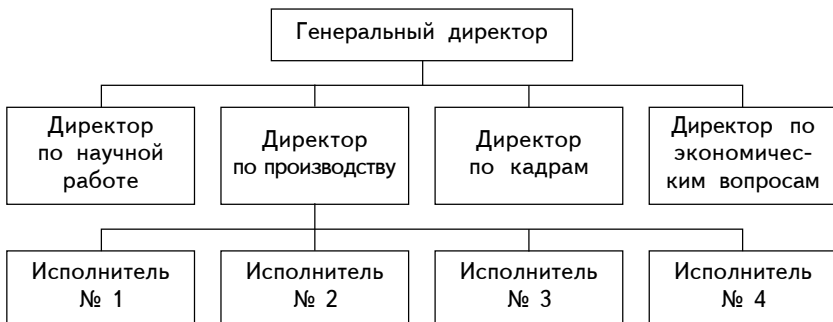 Генеральный директор
Директор
по научной
работе
Директор
по производству
Директор
по кадрам
Директор по
экономичес-
ким вопросам
Исполнитель
№ 1
Исполнитель
№ 2
Исполнитель
№ 3
Исполнитель
№ 4